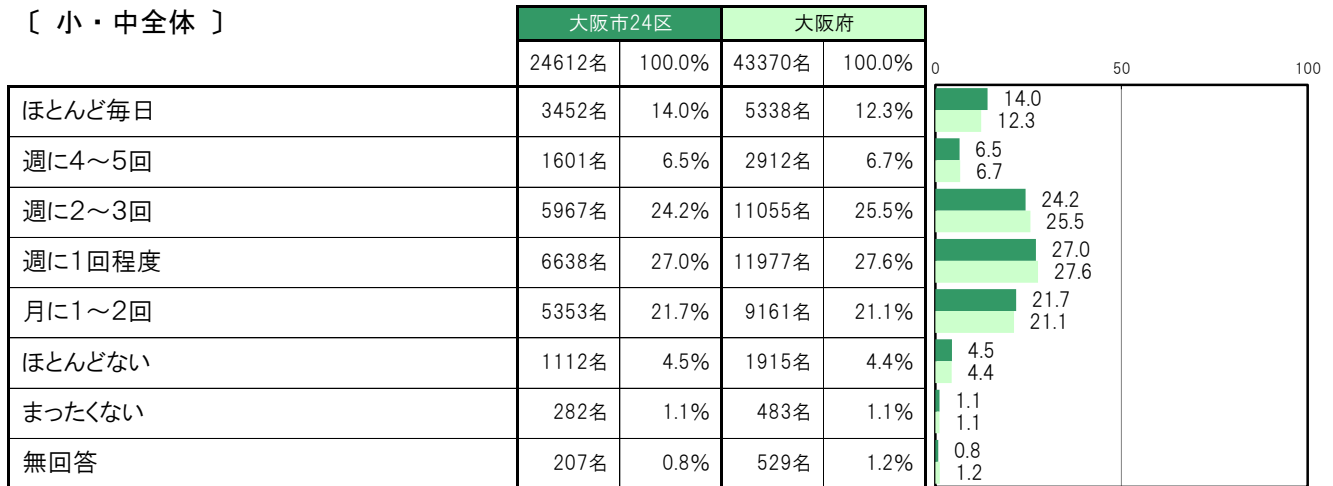 〔 小・中全体 〕
大阪市24区 大阪府
24612名 100.0% 43370名 100.0%
0 50 100
ほとんど毎日 3452名 14.0% 5338名 12.3% 14.0 12.3
週に4～5回 1601名 6.5% 2912名 6.7% 6.5 6.7
週に2～3回 5967名 24.2% 11055名 25.5% 24.2 25.5
週に1回程度 6638名 27.0% 11977名 27.6% 27.0 27.6
月に1～2回 5353名 21.7% 9161名 21.1% 21.7 21.1
ほとんどない 1112名 4.5% 1915名 4.4% 4.5 4.4
まったくない 282名 1.1% 483名 1.1% 1.1 1.1
無回答 207名 0.8% 529名 1.2% 0.8 1.2